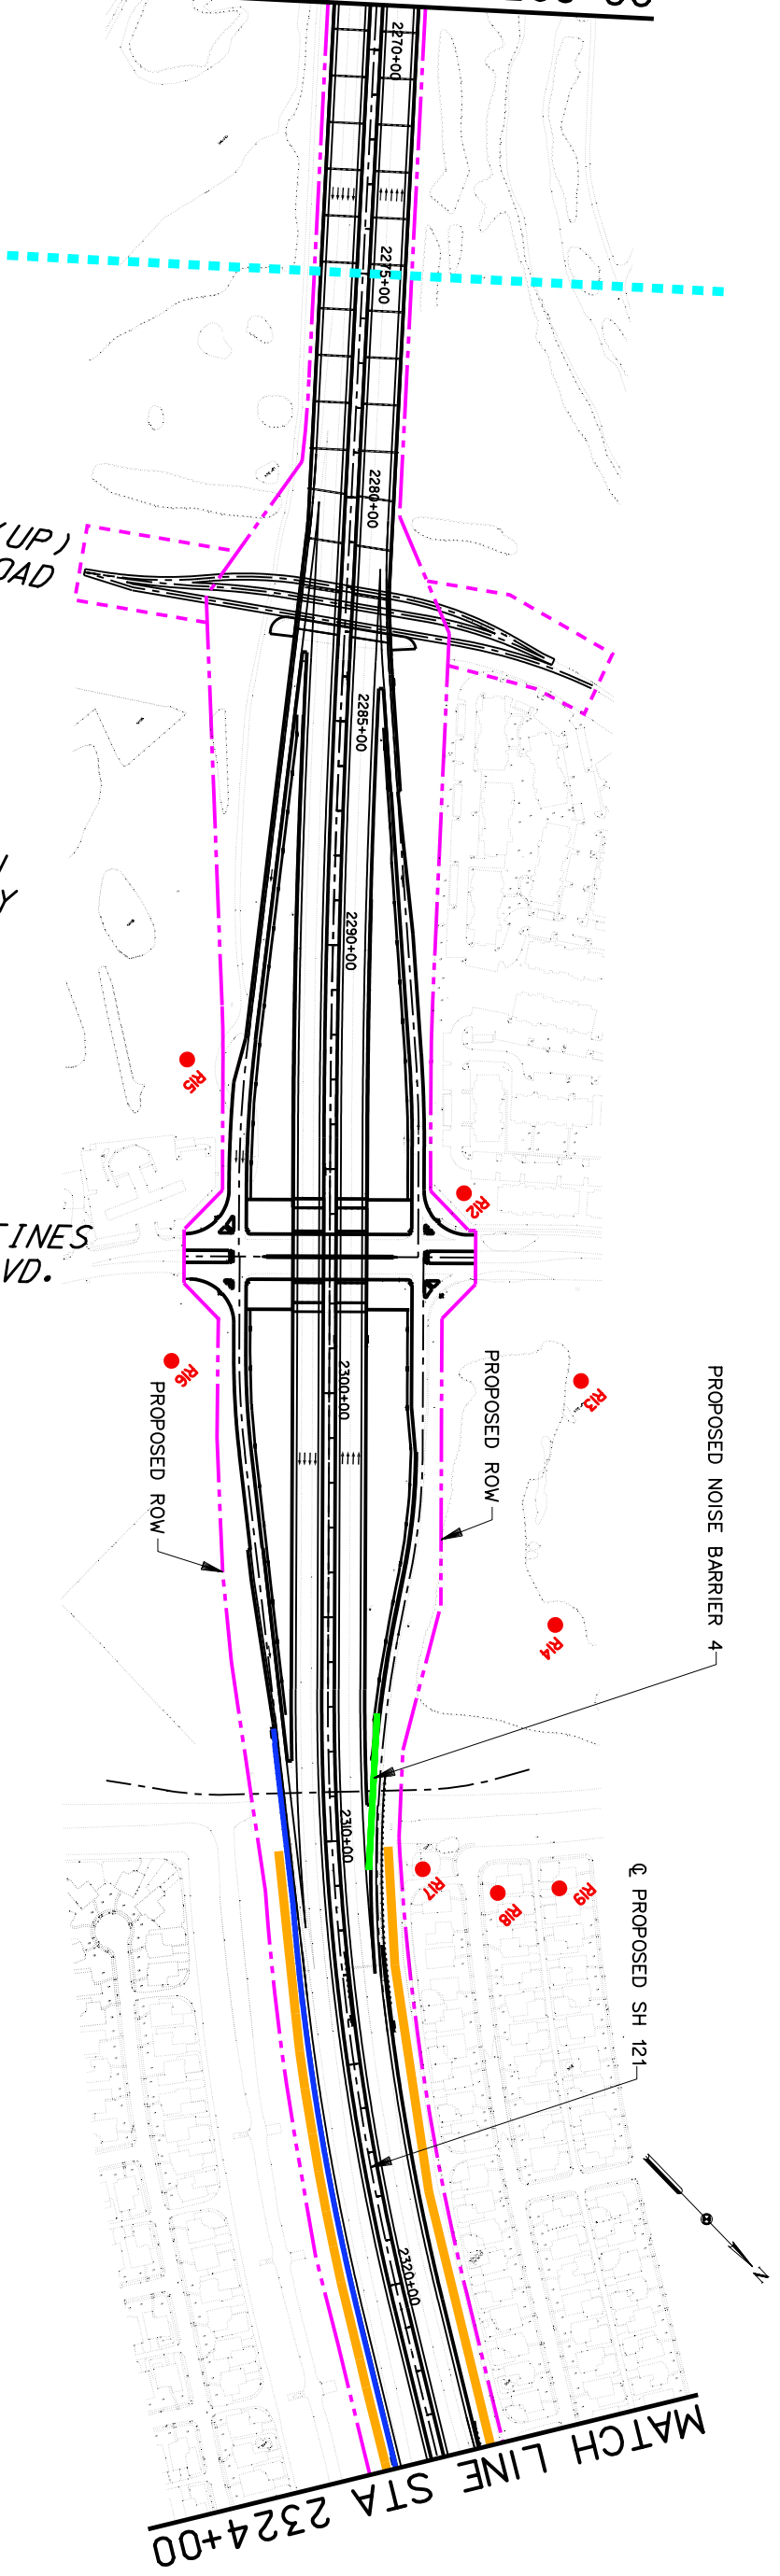 2270+00
2275+00
2280+00
(UP)
OAD
2285+00
Y
2290+00
R15
R12
TINES
VD.
2300+00
R16
R13
PROPOSED ROW
PROPOSED ROW
PROPOSED NOISE BARRIER 4
R14
2310+00
R17
R18
R19
℄ PROPOSED SH 121
N
2320+00
MATCH LINE STA 2324+00